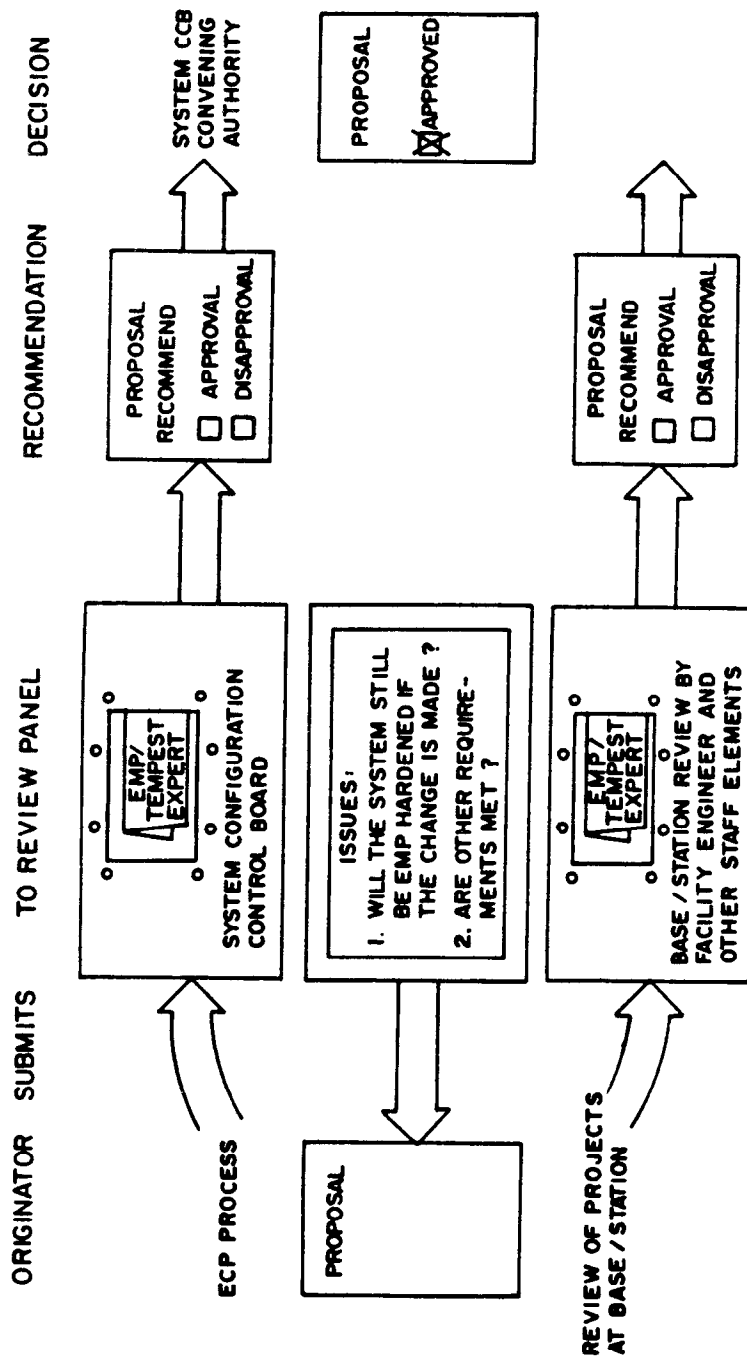 ORIGINATOR SUBMITS TO REVIEW PANEL RECOMMENDATION DECISION
ECP PROCESS
EMP/
TEMPEST
EXPERT
SYSTEM CONFIGURATION
CONTROL BOARD
PROPOSAL
RECOMMEND
APPROVAL
DISAPPROVAL
SYSTEM CCB
CONVENING
AUTHORITY
PROPOSAL
ISSUES:
1. WILL THE SYSTEM STILL
BE EMP HARDENED IF
THE CHANGE IS MADE ?
2. ARE OTHER REQUIRE-
MENTS MET ?
PROPOSAL
APPROVED
REVIEW OF PROJECTS
AT BASE/STATION
EMP/
TEMPEST
EXPERT
BASE/STATION REVIEW BY
FACILITY ENGINEER AND
OTHER STAFF ELEMENTS
PROPOSAL
RECOMMEND
APPROVAL
DISAPPROVAL